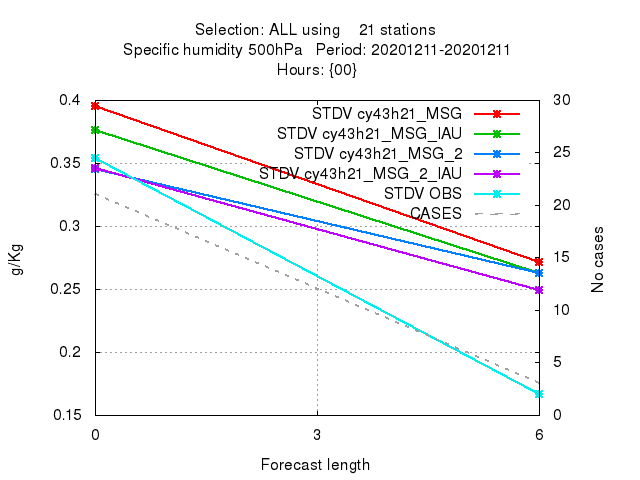 Selection: ALL using    21 stations
Specific humidity 500hPa   Period: 20201211-20201211
Hours: {00}
0.4
0.35
0.3
0.25
0.2
0.15
30
25
20
15
10
5
0
g/Kg
No cases
STDV cy43h21_MSG
STDV cy43h21_MSG_IAU
STDV cy43h21_MSG_2
STDV cy43h21_MSG_2_IAU
STDV OBS
CASES
0
3
6
Forecast length